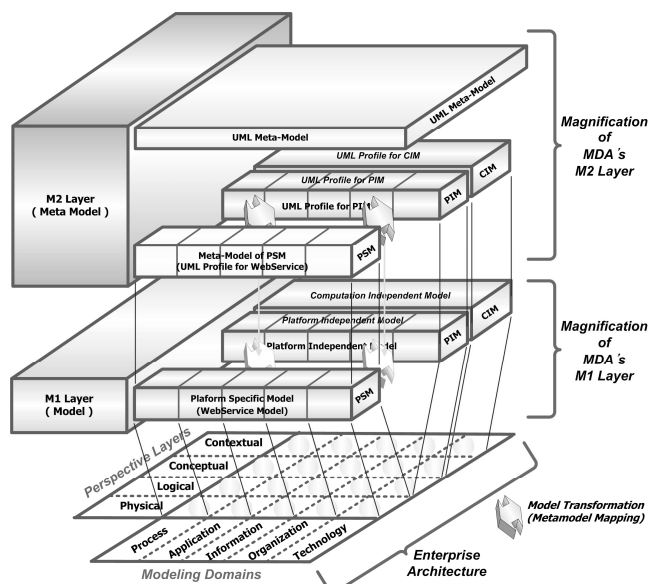 UML Meta-Model
UML Meta-Model
UML Profile for CIM
CIM
UML Profile for PIM
UML Profile for PIM
PIM
M2 Layer
( Meta Model )
Meta-Model of PSM
(UML Profile for WebService)
PSM
Magnification
of
MDA´s
M2 Layer
Computation Independent Model
CIM
Platform Independent Model
Platform Independent Model
PIM
M1 Layer
( Model )
Plaform Specific Model
(WebService Model)
PSM
Magnification
of
MDA´s
M1 Layer
Perspective Layers
Contextual
Conceptual
Logical
Physical
Process
Application
Information
Organization
Technology
Modeling Domains
Enterprise
Architecture
Model Transformation
(Metamodel Mapping)